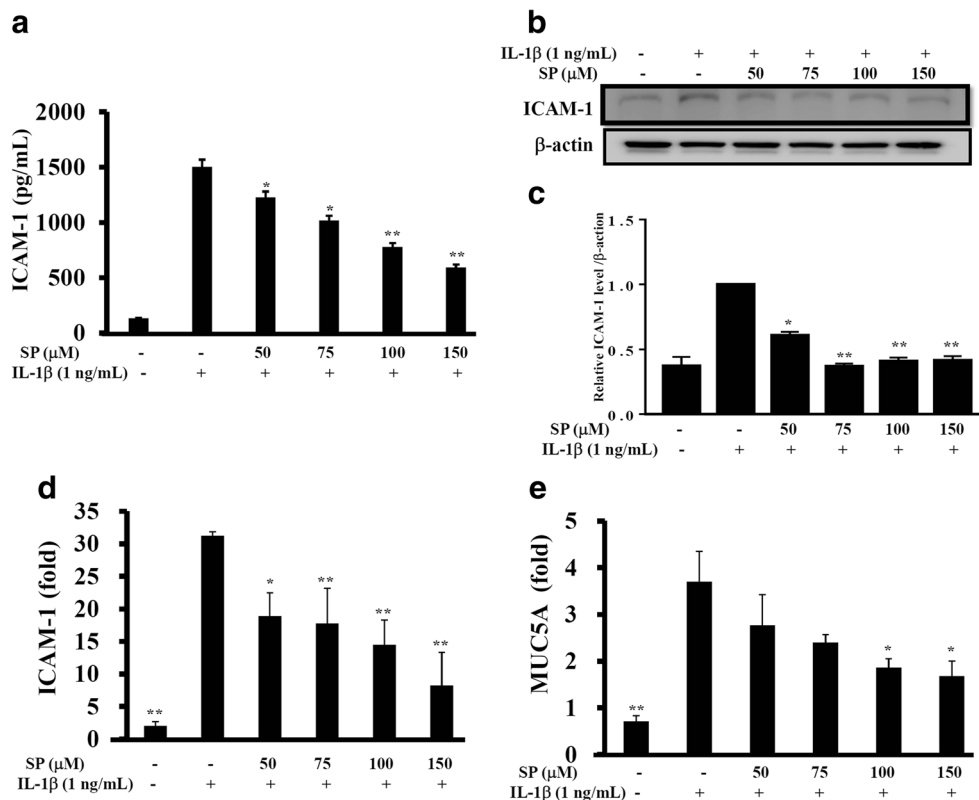 a
ICAM-1 (pg/mL)
2000
1500
1000
500
0
* * ** **
SP (μM) - - 50 75 100 150
IL-1β (1 ng/mL) - + + + + +
b
IL-1β (1 ng/mL) - + + + + +
SP (μM) - - 50 75 100 150
ICAM-1
β-actin
c
Relative ICAM-1 level /β-action
1.5
1.0
0.5
0.0
* ** ** **
SP (μM) - - 50 75 100 150
IL-1β (1 ng/mL) - + + + + +
d
ICAM-1 (fold)
35
30
25
20
15
10
5
0
** * ** ** **
SP (μM) - - 50 75 100 150
IL-1β (1 ng/mL) - + + + + +
e
MUC5A (fold)
5
4
3
2
1
0
** * *
SP (μM) - - 50 75 100 150
IL-1β (1 ng/mL) - + + + + +